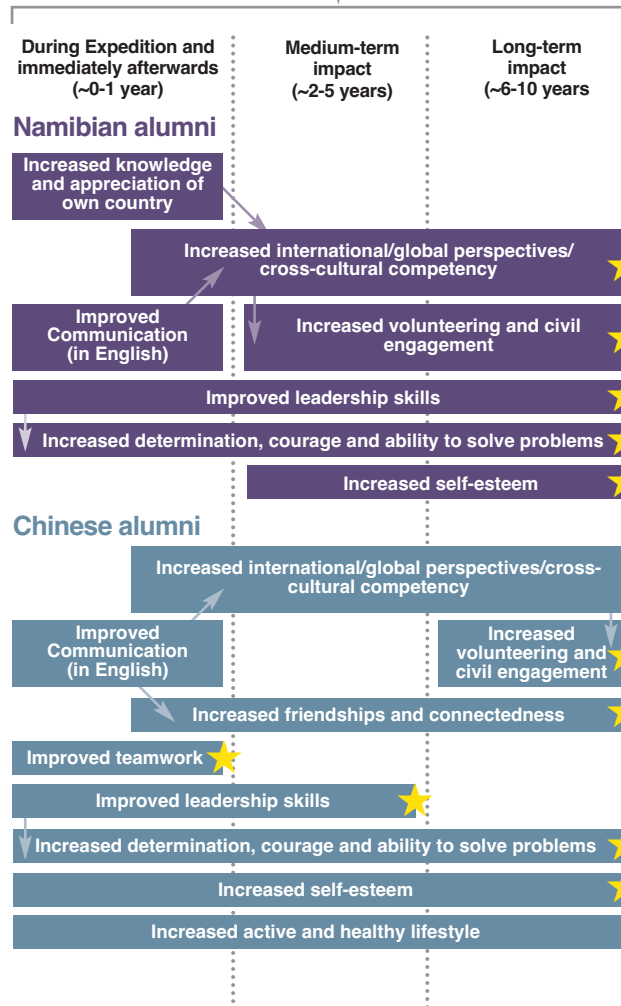 During Expedition and
immediately afterwards
(~0-1 year)
Medium-term
impact
(~2-5 years)
Long-term
impact
(~6-10 years
Namibian alumni
Increased knowledge
and appreciation of
own country
Increased international/global perspectives/
cross-cultural competency
Improved
Communication
(in English)
Increased volunteering and civil
engagement
Improved leadership skills
Increased determination, courage and ability to solve problems
Increased self-esteem
Chinese alumni
Increased international/global perspectives/cross-
cultural competency
Improved
Communication
(in English)
Increased
volunteering and
civil engagement
Increased friendships and connectedness
Improved teamwork
Improved leadership skills
Increased determination, courage and ability to solve problems
Increased self-esteem
Increased active and healthy lifestyle